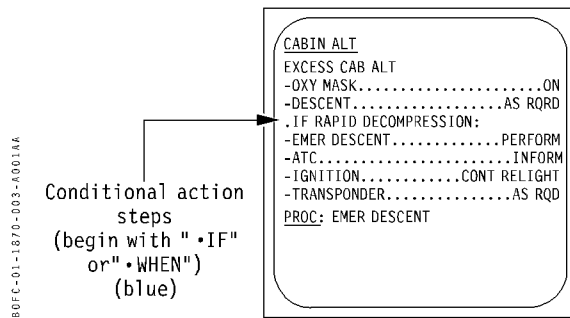 CABIN ALT
EXCESS CAB ALT
-OXY MASK....................ON
-DESCENT................AS RQRD
.IF RAPID DECOMPRESSION:
-EMER DESCENT.............PERFORM
-ATC.......................INFORM
-IGNITION............CONT RELIGHT
-TRANSPONDER...............AS RQD
PROC: EMER DESCENT
Conditional action
steps
(begin with " •IF"
or" •WHEN")
(blue)
B0FC-01-1870-003-A001AA